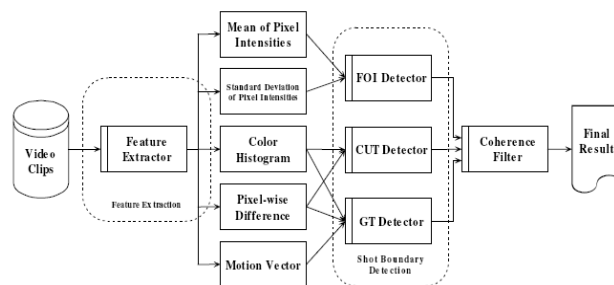 Video
Clips
Feature
Extractor
Feature Extraction
Mean of Pixel
Intensities
Standard Deviation
of Pixel Intensities
Color
Histogram
Pixel-wise
Difference
Motion Vector
FOI Detector
CUT Detector
GT Detector
Shot Boundary
Detection
Coherence
Filter
Final
Result